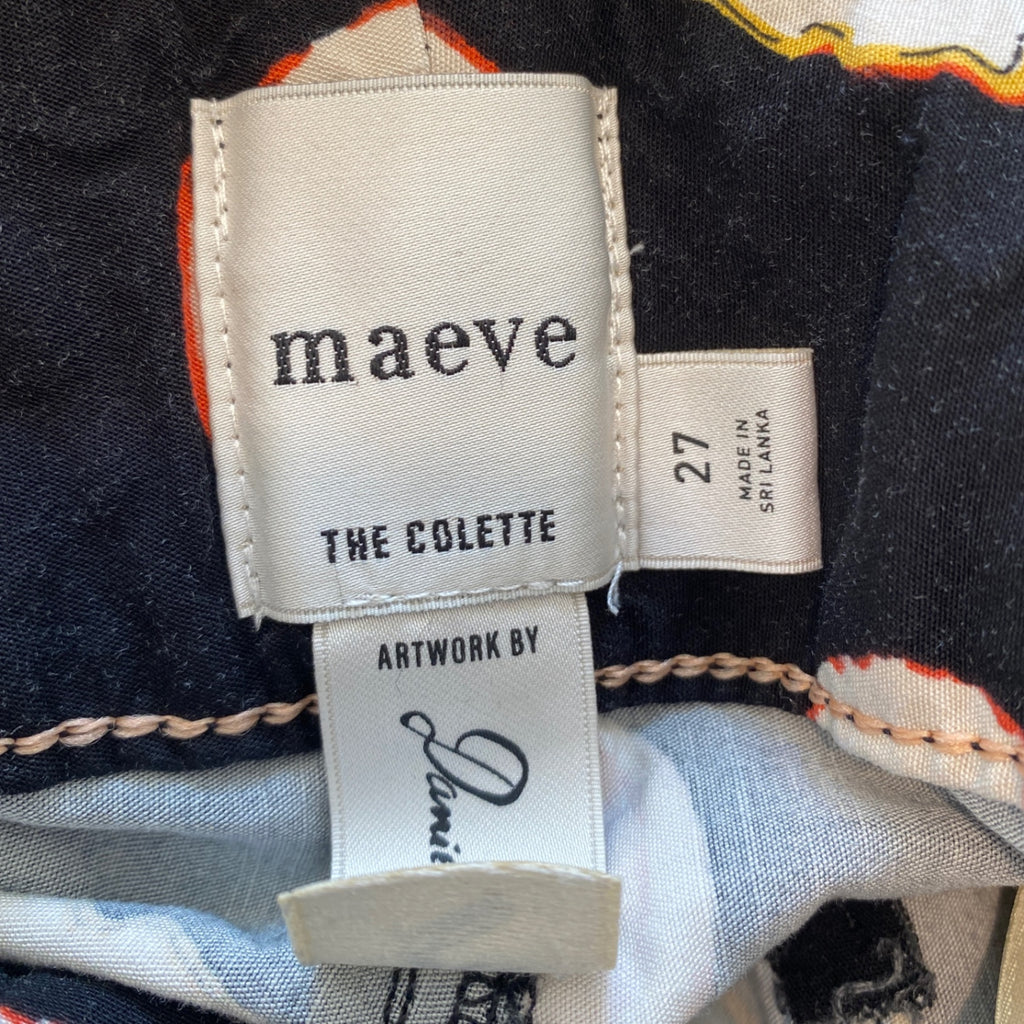 maeve
THE COLETTE
27
MADE IN
SRI LANKA
ARTWORK BY